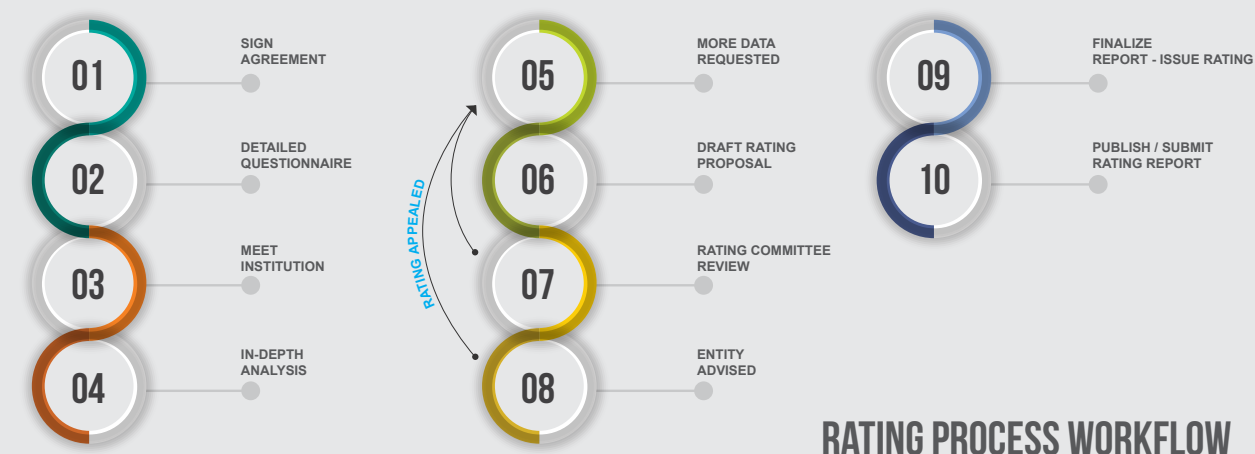 01
SIGN
AGREEMENT
02
DETAILED
QUESTIONNAIRE
03
MEET
INSTITUTION
04
IN-DEPTH
ANALYSIS
RATING APPEALED
05
MORE DATA
REQUESTED
06
DRAFT RATING
PROPOSAL
07
RATING COMMITTEE
REVIEW
08
ENTITY
ADVISED
09
FINALIZE
REPORT - ISSUE RATING
10
PUBLISH / SUBMIT
RATING REPORT
RATING PROCESS WORKFLOW